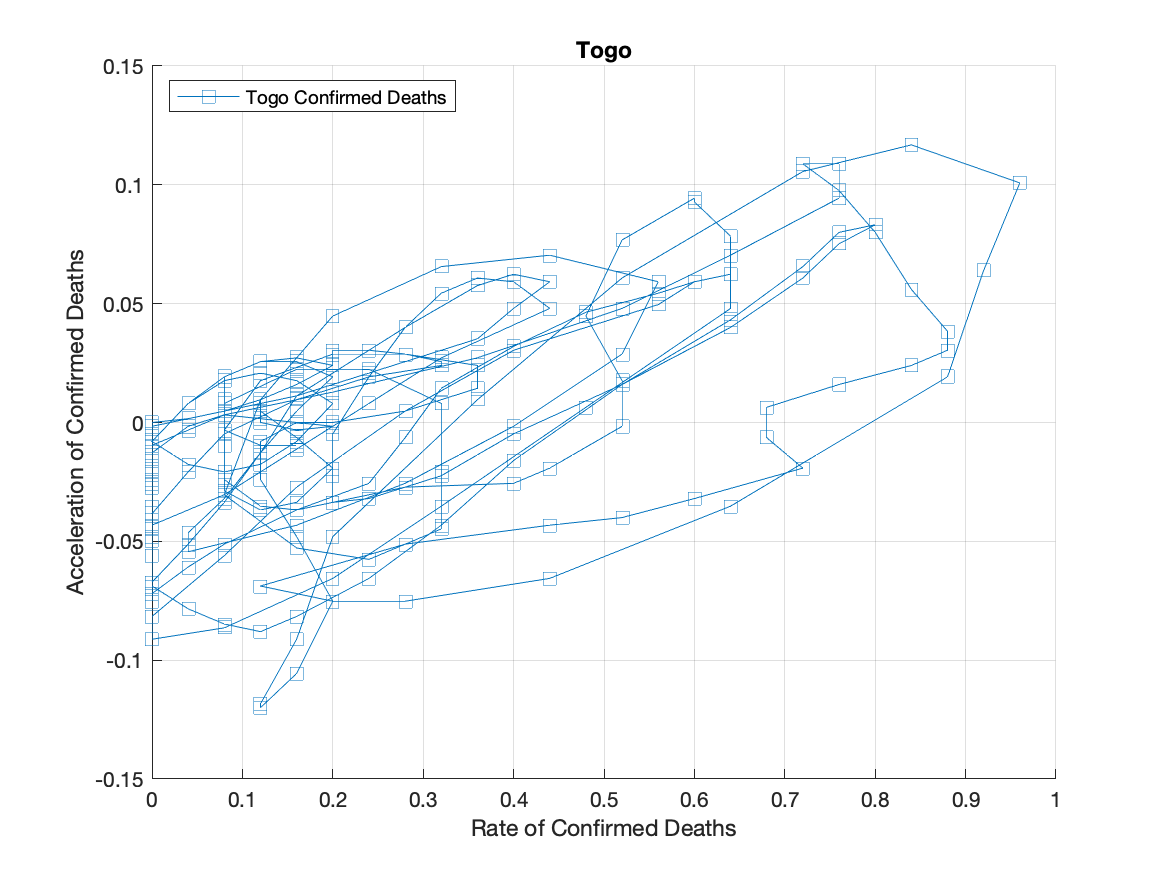 Togo
Togo Confirmed Deaths
0.15
0.1
0.05
0
-0.05
-0.1
-0.15
Acceleration of Confirmed Deaths
0 0.1 0.2 0.3 0.4 0.5 0.6 0.7 0.8 0.9 1
Rate of Confirmed Deaths